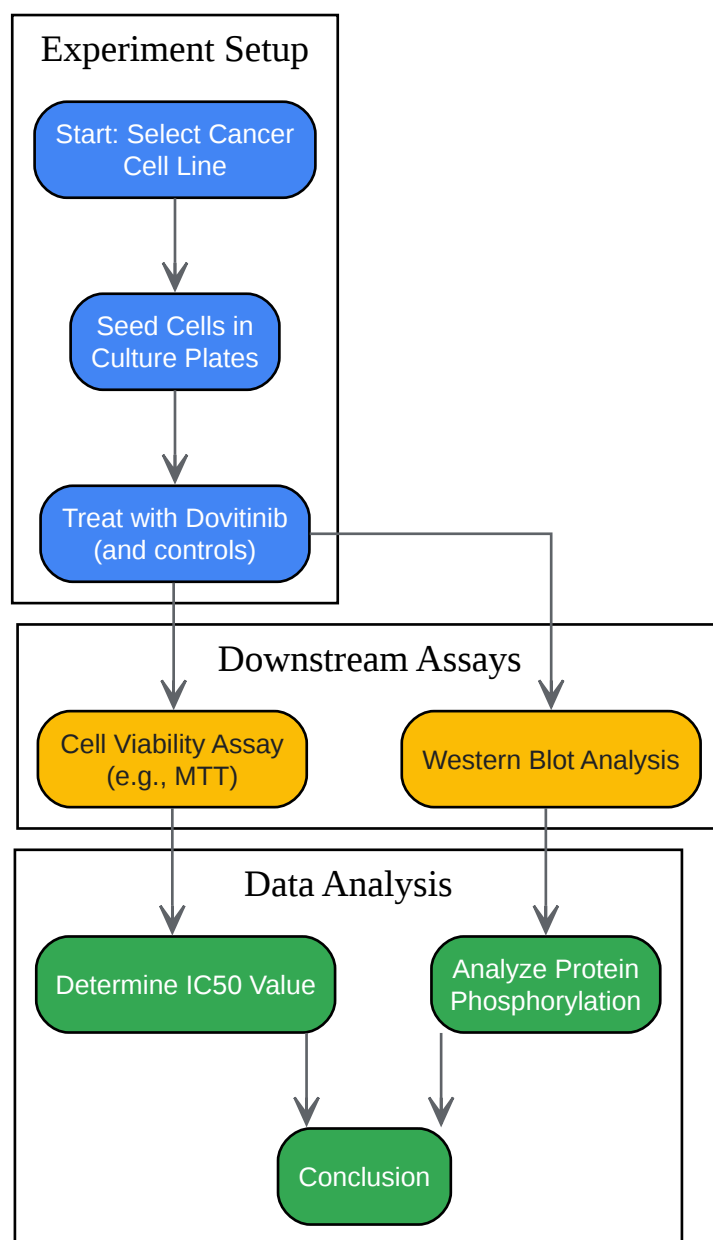 Experiment Setup
Start: Select Cancer
Cell Line
Seed Cells in
Culture Plates
Treat with Dovitinib
(and controls)
Downstream Assays
Cell Viability Assay
(e.g., MTT)
Western Blot Analysis
Data Analysis
Determine IC50 Value
Analyze Protein
Phosphorylation
Conclusion